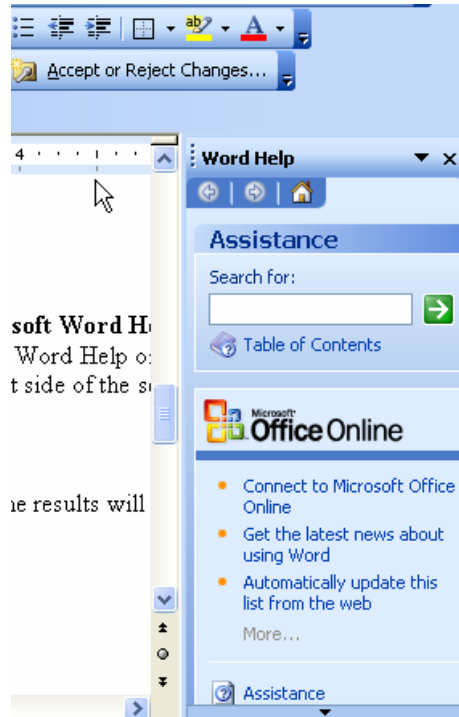 ab
A
Accept or Reject Changes...
4
Word Help
Assistance
Search for:
Table of Contents
soft Word H
Word Help o
t side of the s
Microsoft
Office Online
Connect to Microsoft Office
Online
Get the latest news about
using Word
ne results will
Automatically update this
list from the web
More...
Assistance